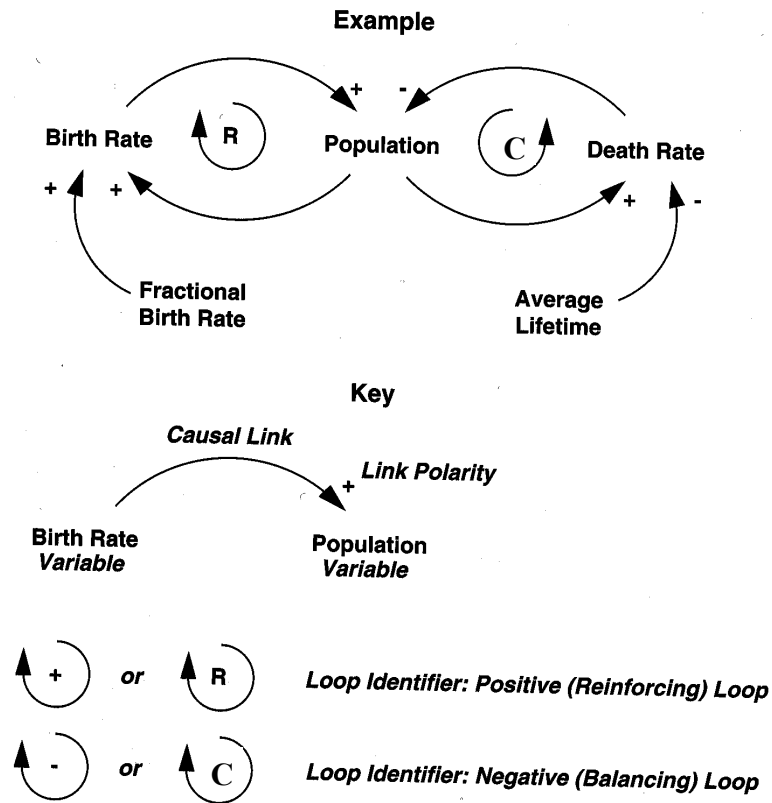 Example
+ -
Birth Rate R Population C Death Rate
+ + + -
Fractional
Birth Rate
Average
Lifetime
Key
Causal Link
+ Link Polarity
Birth Rate
Variable
Population
Variable
+ or R Loop Identifier: Positive (Reinforcing) Loop
- or C Loop Identifier: Negative (Balancing) Loop